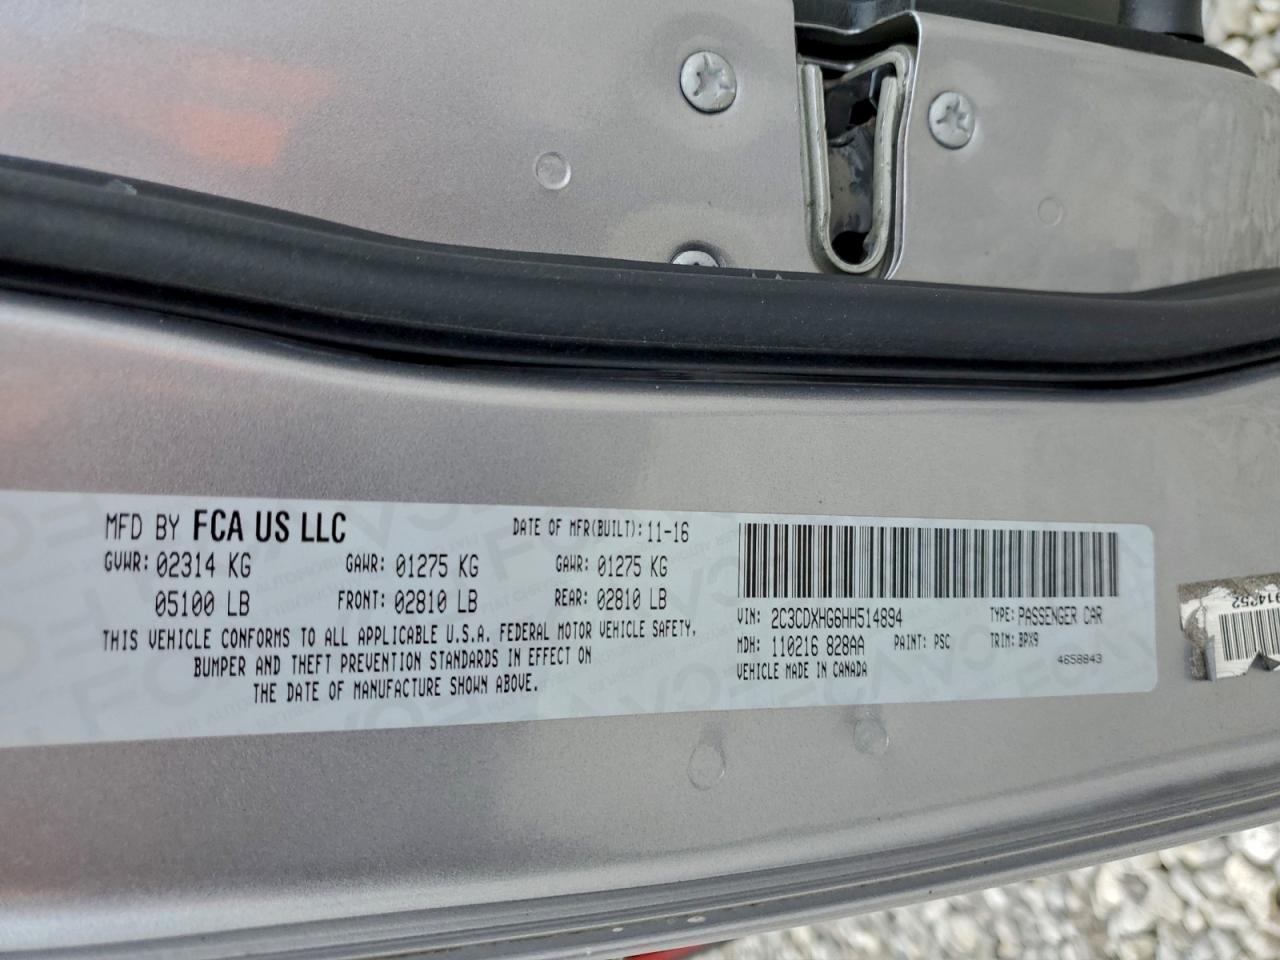 MFD BY FCA US LLC DATE OF MFR(BUILT): 11-16
GVWR: 02314 KG GAWR: 01275 KG GAWR: 01275 KG
05100 LB FRONT: 02810 LB REAR: 02810 LB
THIS VEHICLE CONFORMS TO ALL APPLICABLE U.S.A. FEDERAL MOTOR VEHICLE SAFETY,
BUMPER AND THEFT PREVENTION STANDARDS IN EFFECT ON
THE DATE OF MANUFACTURE SHOWN ABOVE.
VIN: 2C3CDXHG6HH514894 TYPE: PASSENGER CAR
MDH: 110216 828AA PAINT: PSC TRIM: BPX9
VEHICLE MADE IN CANADA 4658843